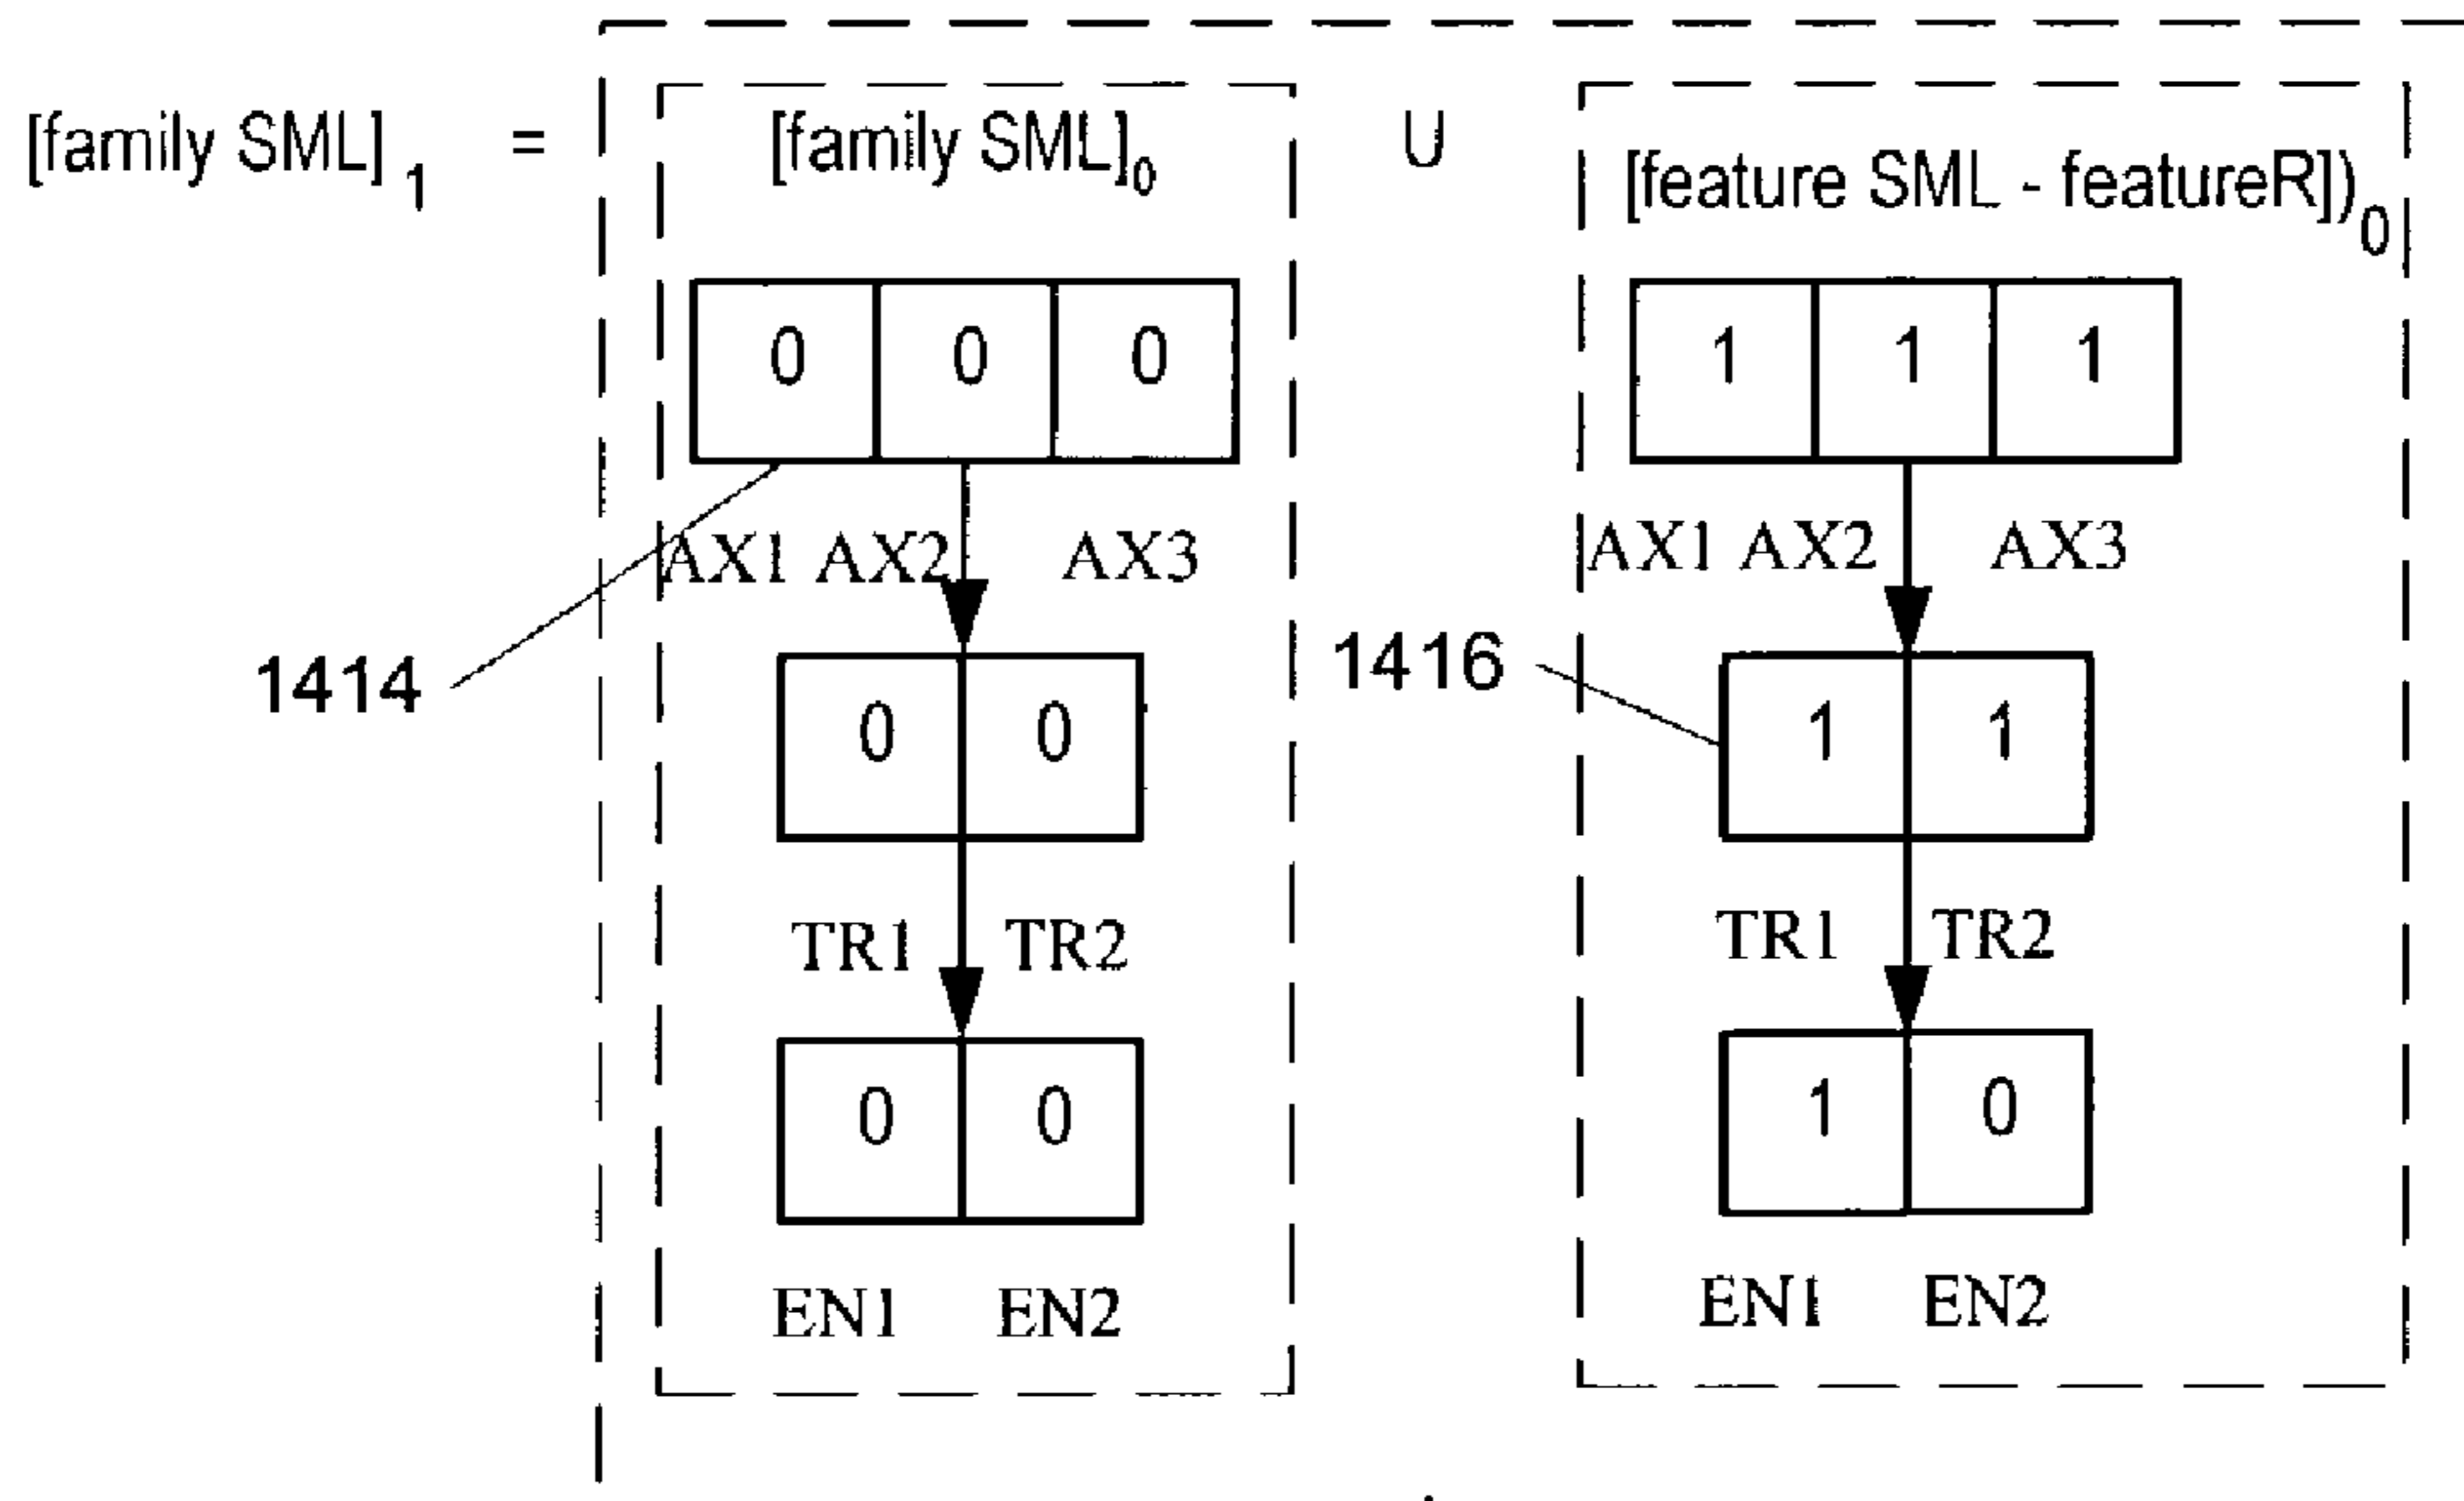 [family SML] 1 = [family SML]0 U [feature SML - featureR])0
0 0 0 1 1 1
AX1 AX2 AX3 AX1 AX2 AX3
1414 0 0 1416 1 1
TR1 TR2 TR1 TR2
0 0 1 0
EN1 EN2 EN1 EN2